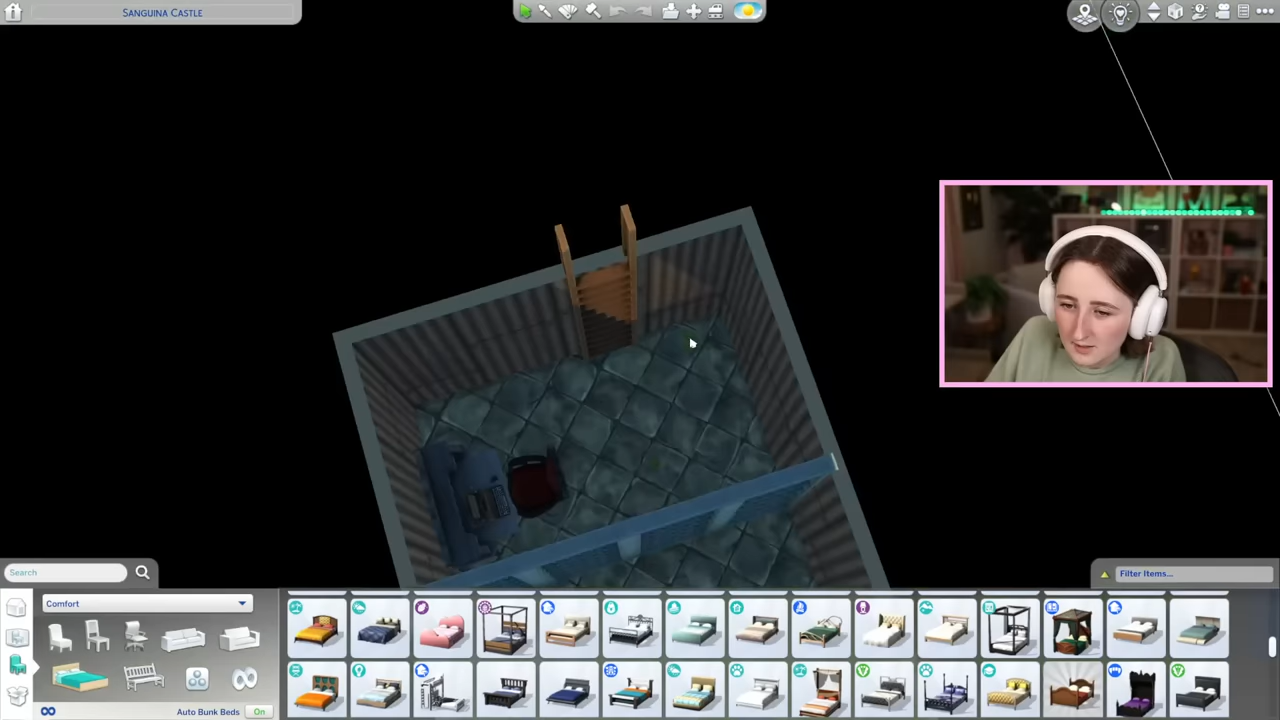 SANGUINA CASTLE
Search
Filter Items...
Comfort
Auto Bunk Beds
On